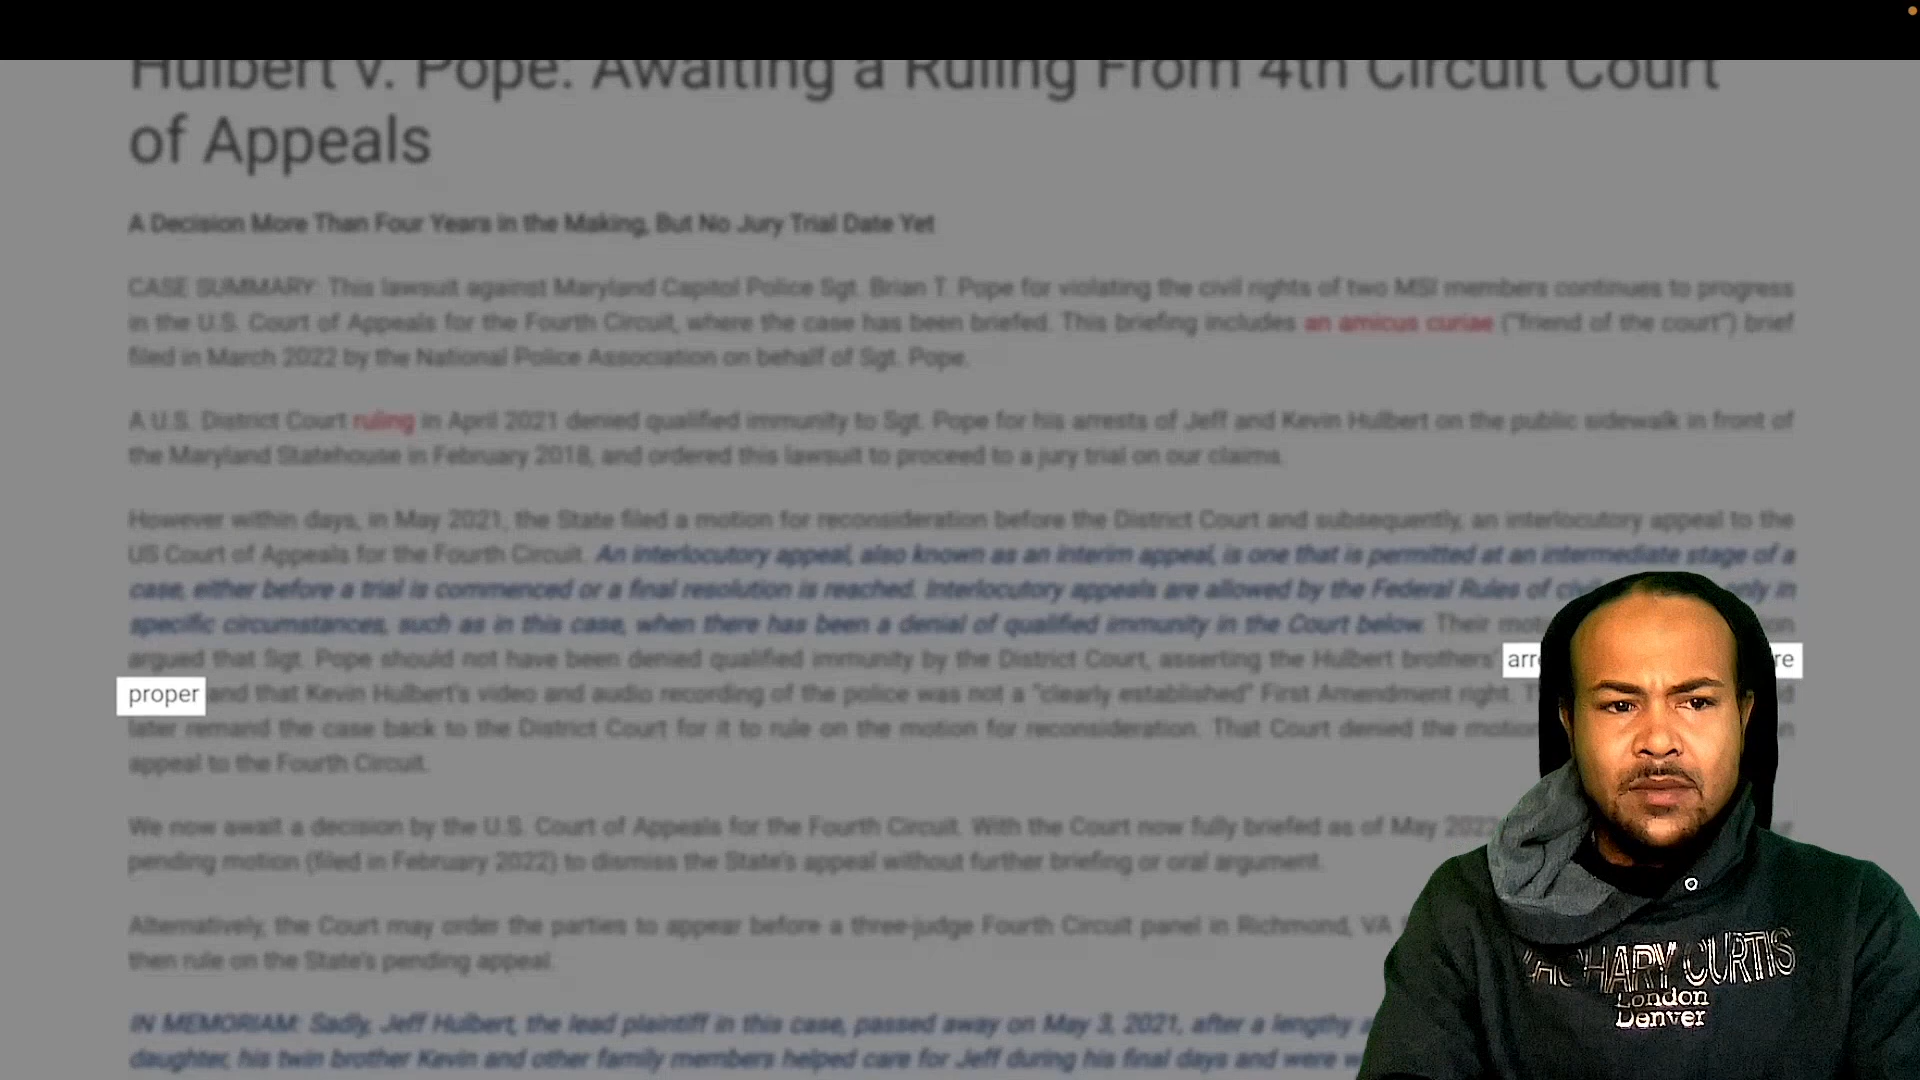 Hulbert v. Pope: Awaiting a Ruling From 4th Circuit Court
of Appeals
A Decision More Than Four Years in the Making, But No Jury Trial Date Yet
CASE SUMMARY: This lawsuit against Maryland Capitol Police Sgt. Brian T. Pope for violating the civil rights of two MSI members continues to progress
in the U.S. Court of Appeals for the Fourth Circuit, where the case has been briefed. This briefing includes an amicus curiae ("friend of the court") brief
filed in March 2022 by the National Police Association on behalf of Sgt. Pope.
A U.S. District Court ruling in April 2021 denied qualified immunity to Sgt. Pope for his arrests of Jeff and Kevin Hulbert on the public sidewalk in front of
the Maryland Statehouse in February 2018, and ordered this lawsuit to proceed to a jury trial on our claims.
However within days, in May 2021, the State filed a motion for reconsideration before the District Court and subsequently, an interlocutory appeal to the
US Court of Appeals for the Fourth Circuit. An interlocutory appeal, also known as an interim appeal, is one that is permitted at an intermediate stage of a
case, either before a trial is commenced or a final resolution is reached. Interlocutory appeals are allowed by the Federal Rules of only in
specific circumstances, such as in this case, when there has been a denial of qualified immunity in the Court below. Their
argued that Sgt. Pope should not have been denied qualified immunity by the District Court, asserting the Hulbert brothers' arr re
proper and that Kevin Hulbert's video and audio recording of the police was not a "clearly established" First Amendment right.
later remand the case back to the District Court for it to rule on the motion for reconsideration. That Court denied the
appeal to the Fourth Circuit.
We now await a decision by the U.S. Court of Appeals for the Fourth Circuit. With the Court now fully briefed as of May
pending motion (filed in February 2022) to dismiss the State's appeal without further briefing or oral argument.
Alternatively, the Court may order the parties to appear before a three-judge Fourth Circuit panel in Richmond, VA
then rule on the State's pending appeal.
IN MEMORIAM: Sadly, Jeff Hulbert, the lead plaintiff in this case, passed away on May 3, 2021, after a lengthy
daughter, his twin brother Kevin and other family members helped care for Jeff during his final days and were
ZACHARY CURTIS
London
Denver